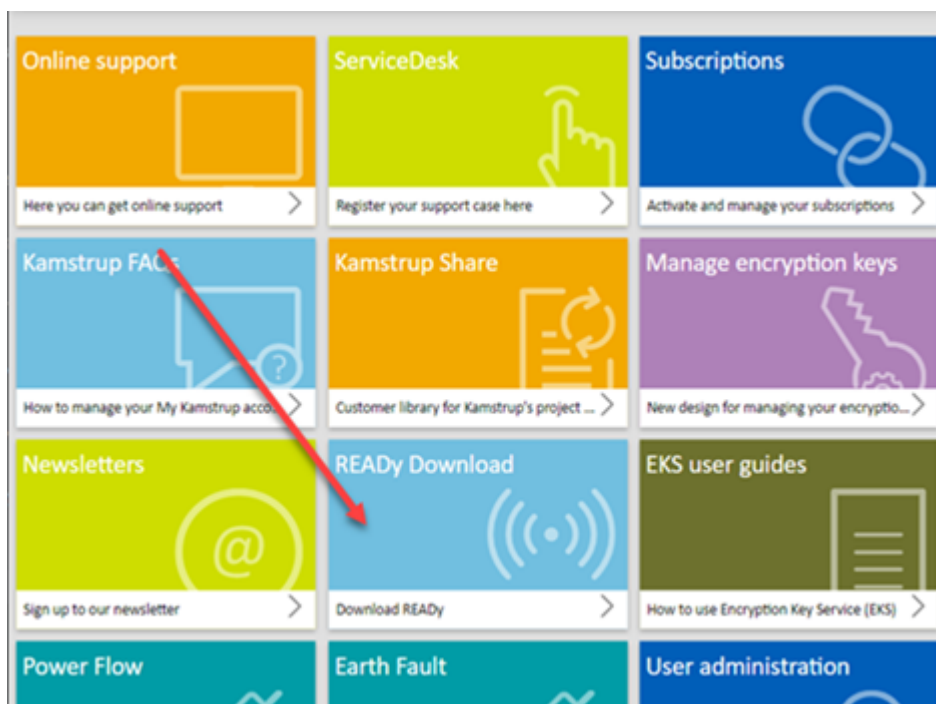 Online support
ServiceDesk
Subscriptions
Here you can get online support
Register your support case here
Activate and manage your subscriptions
Kamstrup FAQs
Kamstrup Share
Manage encryption keys
?
How to manage your My Kamstrup acco...
Customer library for Kamstrup's project ...
New design for managing your encryptio...
Newsletters
READy Download
EKS user guides
@
Sign up to our newsletter
Download READy
How to use Encryption Key Service (EKS)
Power Flow
Earth Fault
User administration